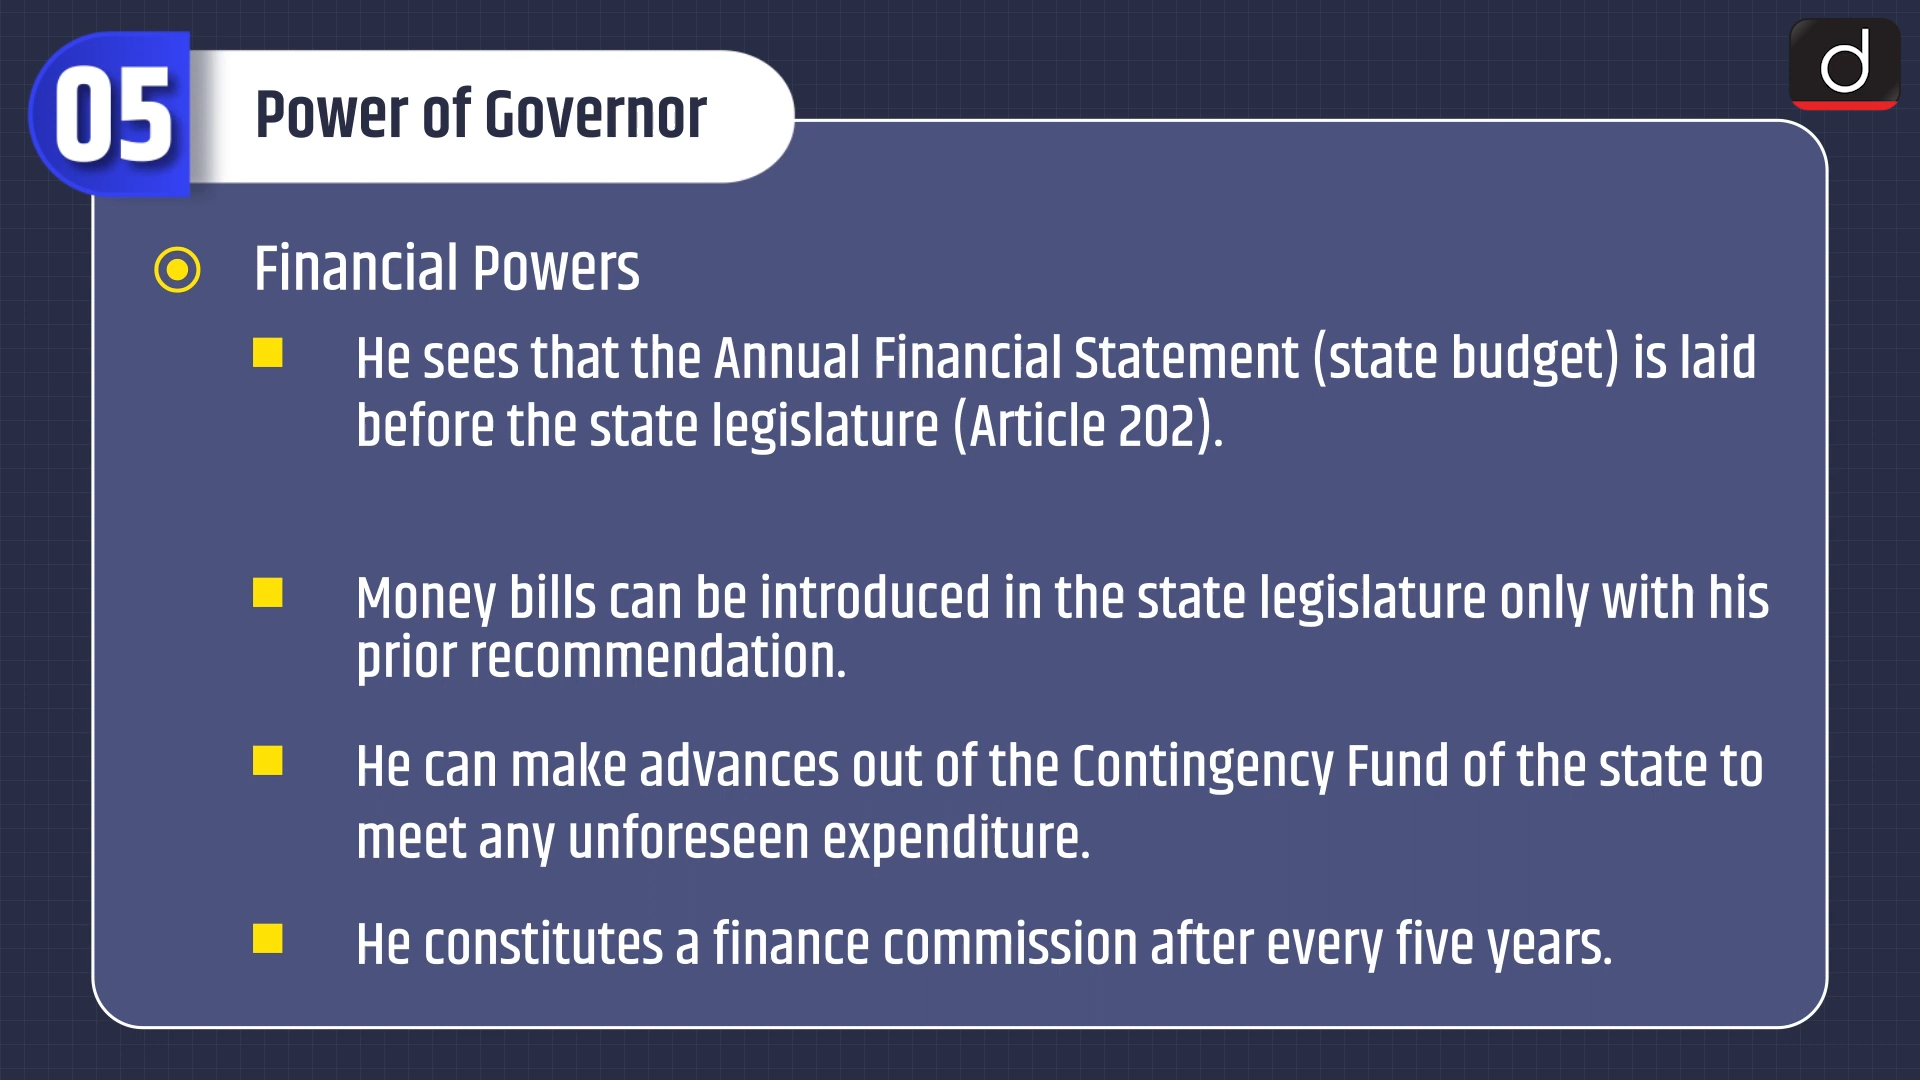 05
Power of Governor
d
Financial Powers
He sees that the Annual Financial Statement (state budget) is laid
before the state legislature (Article 202).
Money bills can be introduced in the state legislature only with his
prior recommendation.
He can make advances out of the Contingency Fund of the state to
meet any unforeseen expenditure.
He constitutes a finance commission after every five years.